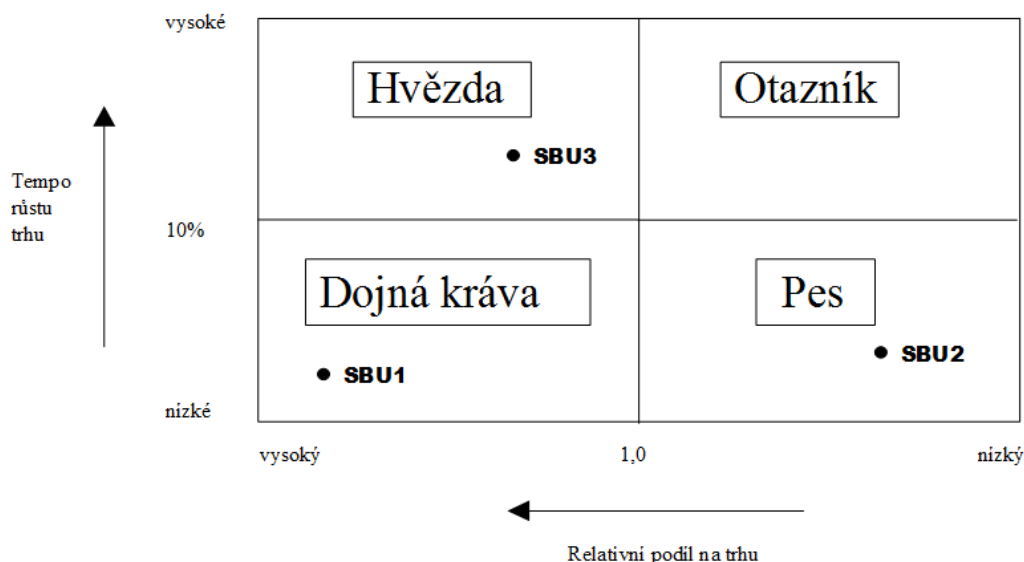 vysoké
Hvězda
Otazník
SBU3
Tempo
růstu
trhu
10%
Dojná kráva
Pes
SBU2
SBU1
nízké
vysoký
1,0
nízký
Relativní podíl na trhu